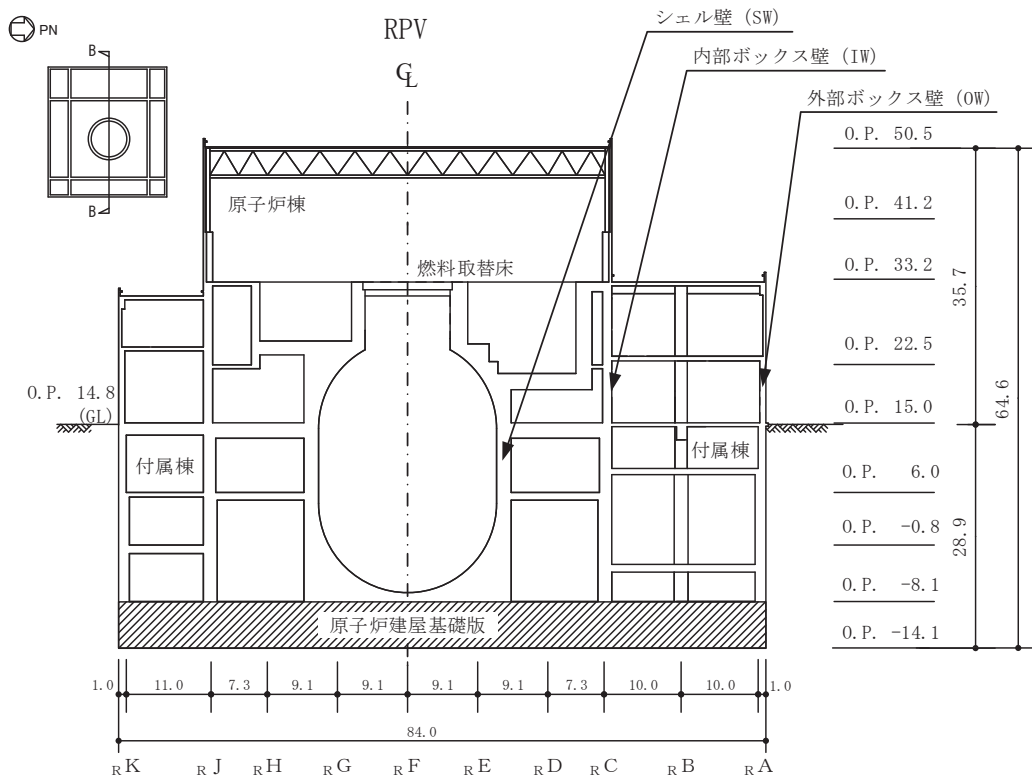 PN
B
B
RPV
C L
シェル壁 (SW)
内部ボックス壁 (IW)
外部ボックス壁 (OW)
O.P. 50.5
O.P. 41.2
O.P. 33.2
O.P. 22.5
O.P. 15.0
O.P. 6.0
O.P. -0.8
O.P. -8.1
O.P. -14.1
35.7
28.9
64.6
O.P. 14.8
(GL)
原子炉棟
燃料取替床
付属棟
付属棟
原子炉建屋基礎版
1.0 11.0 7.3 9.1 9.1 9.1 9.1 7.3 10.0 10.0 1.0
84.0
RK RJ RH RG RF RE RD RC RB RA